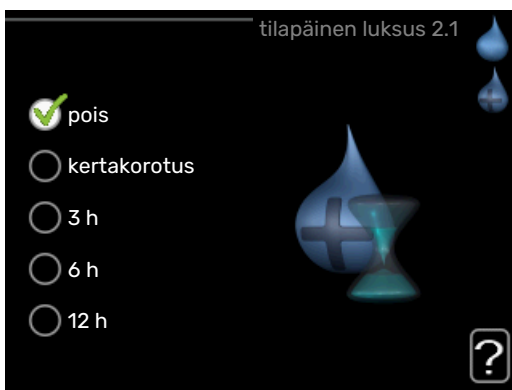 tilapäinen luksus 2.1
pois
kertakorotus
3 h
6 h
12 h
?